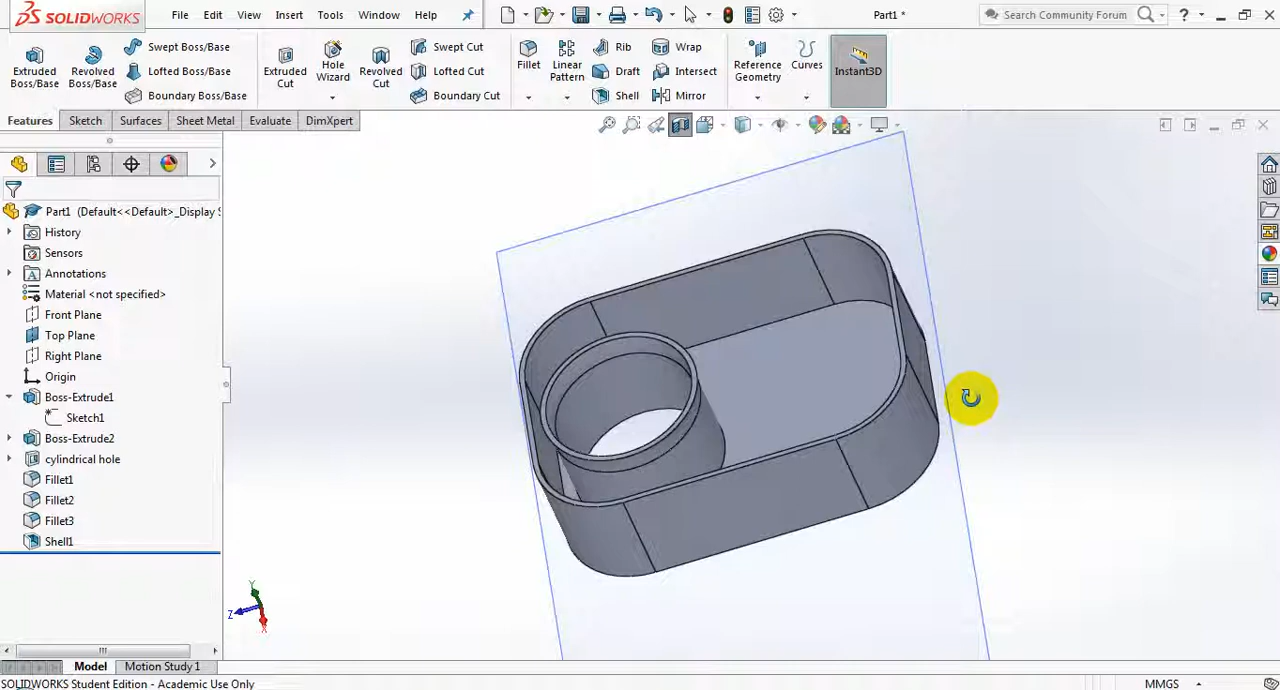 SOLIDWORKS File Edit View Insert Tools Window Help Part1 * Search Community Forum ?
Extruded Boss/Base
Revolved Boss/Base
Swept Boss/Base
Lofted Boss/Base
Boundary Boss/Base
Extruded Cut
Hole Wizard
Revolved Cut
Swept Cut
Lofted Cut
Boundary Cut
Fillet
Linear Pattern
Rib
Draft
Shell
Wrap
Intersect
Mirror
Reference Geometry
Curves
Instant3D
Features Sketch Surfaces Sheet Metal Evaluate DimXpert
Part1 (Default<<Default>_Display S
History
Sensors
Annotations
Material <not specified>
Front Plane
Top Plane
Right Plane
Origin
Boss-Extrude1
Sketch1
Boss-Extrude2
cylindrical hole
Fillet1
Fillet2
Fillet3
Shell1
Y
Z
X
Model Motion Study 1
SOLIDWORKS Student Edition - Academic Use Only MMGS